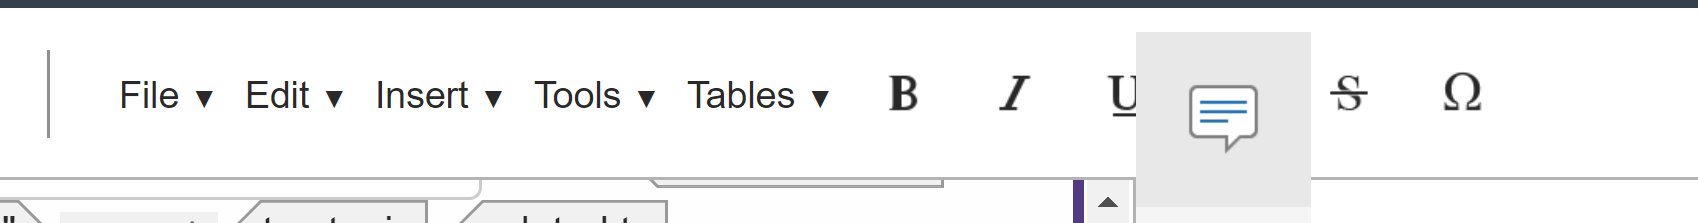 File ▼ Edit ▼ Insert ▼ Tools ▼ Tables ▼ B I U S Ω
"